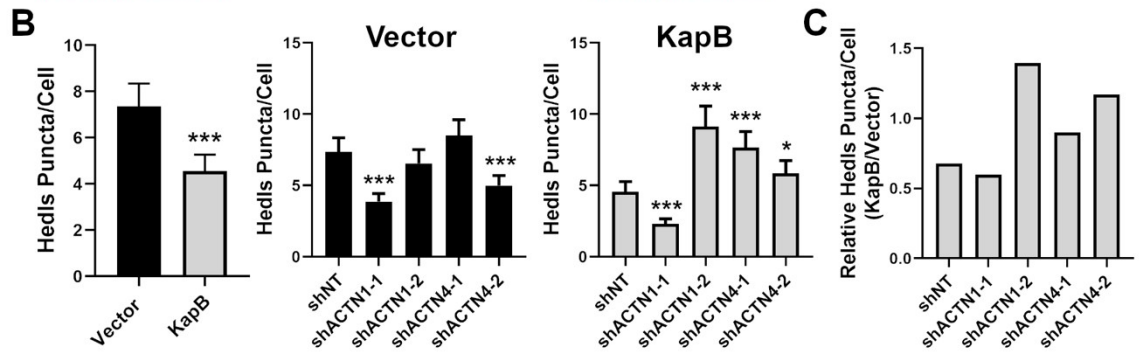 B
Hedls Puncta/Cell
10
8
6
4
2
0
***
Vector
KapB
Vector
Hedls Puncta/Cell
15
10
5
0
***
***
shNT
shACTN1-1
shACTN1-2
shACTN4-1
shACTN4-2
KapB
Hedls Puncta/Cell
15
10
5
0
***
***
***
*
shNT
shACTN1-1
shACTN1-2
shACTN4-1
shACTN4-2
C
Relative Hedls Puncta/Cell
(KapB/Vector)
1.5
1.0
0.5
0.0
shNT
shACTN1-1
shACTN1-2
shACTN4-1
shACTN4-2